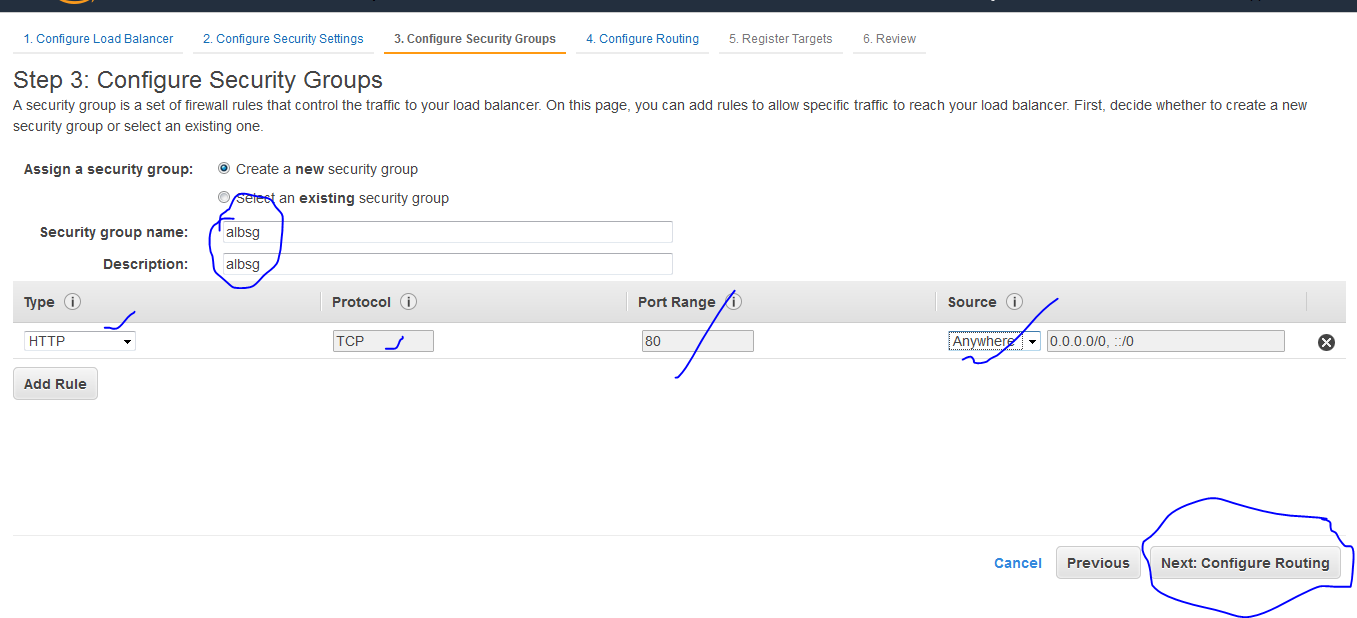 1. Configure Load Balancer 2. Configure Security Settings 3. Configure Security Groups 4. Configure Routing 5. Register Targets 6. Review
Step 3: Configure Security Groups
A security group is a set of firewall rules that control the traffic to your load balancer. On this page, you can add rules to allow specific traffic to reach your load balancer. First, decide whether to create a new
security group or select an existing one.
Assign a security group: Create a new security group
Select an existing security group
Security group name: albsg
Description: albsg
Type i Protocol i Port Range i Source i
HTTP TCP 80 Anywhere 0.0.0.0/0, ::/0
Add Rule
Cancel Previous Next: Configure Routing